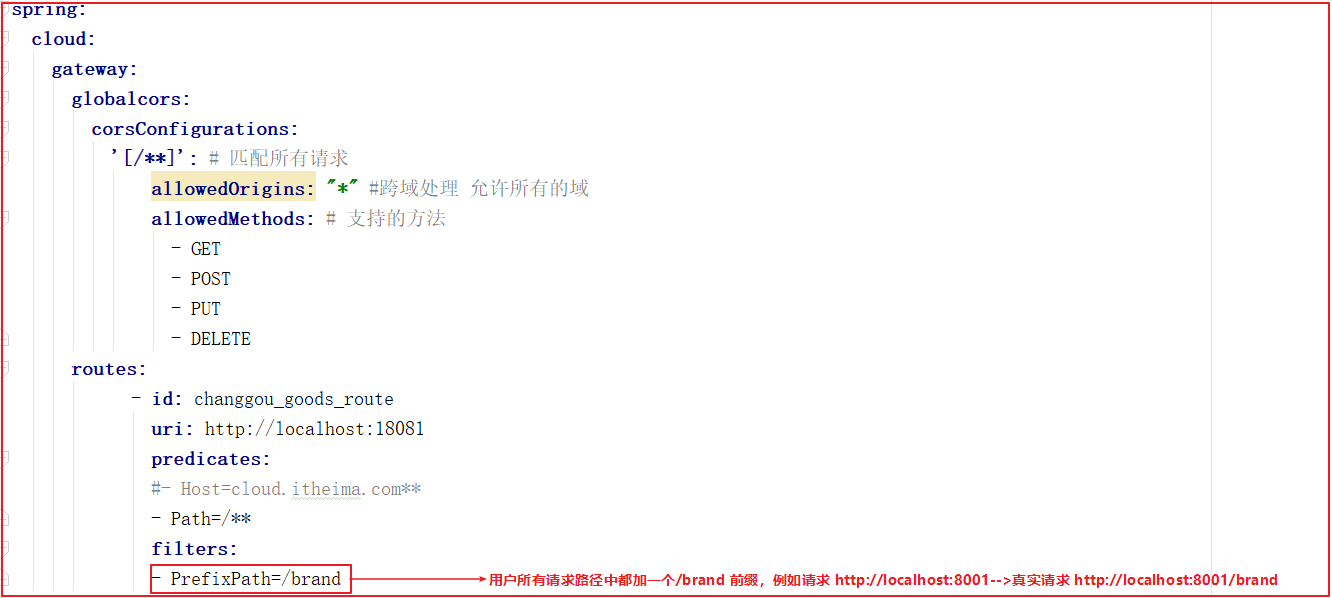 spring:
cloud:
gateway:
globalcors:
corsConfigurations:
'[/**]': # 匹配所有请求
allowedOrigins: "*" #跨域处理 允许所有的域
allowedMethods: # 支持的方法
- GET
- POST
- PUT
- DELETE
routes:
- id: changgou_goods_route
uri: http://localhost:18081
predicates:
#- Host=cloud.itheima.com**
- Path=/**
filters:
- PrefixPath=/brand 用户所有请求路径中都加一个/brand 前缀，例如请求 http://localhost:8001-->真实请求 http://localhost:8001/brand